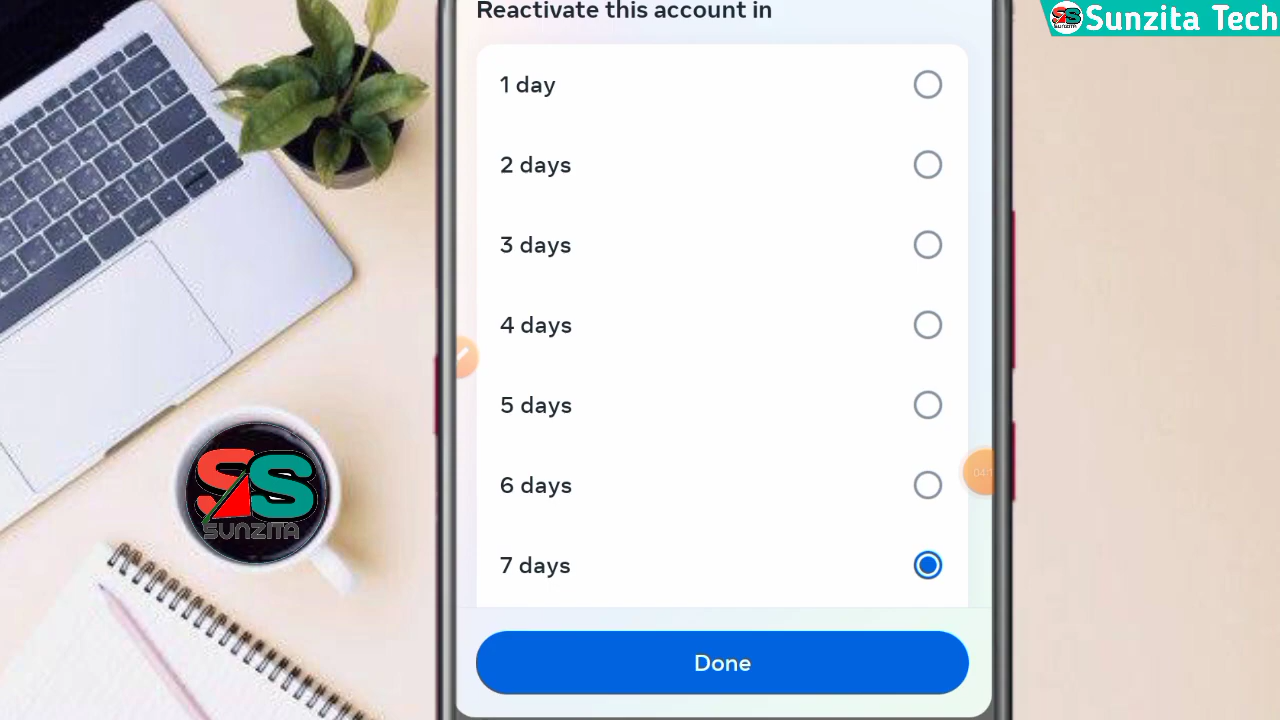 Reactivate this account in
Sunzita Tech
1 day
2 days
3 days
4 days
5 days
6 days
7 days
SS
SUNZITA
Done